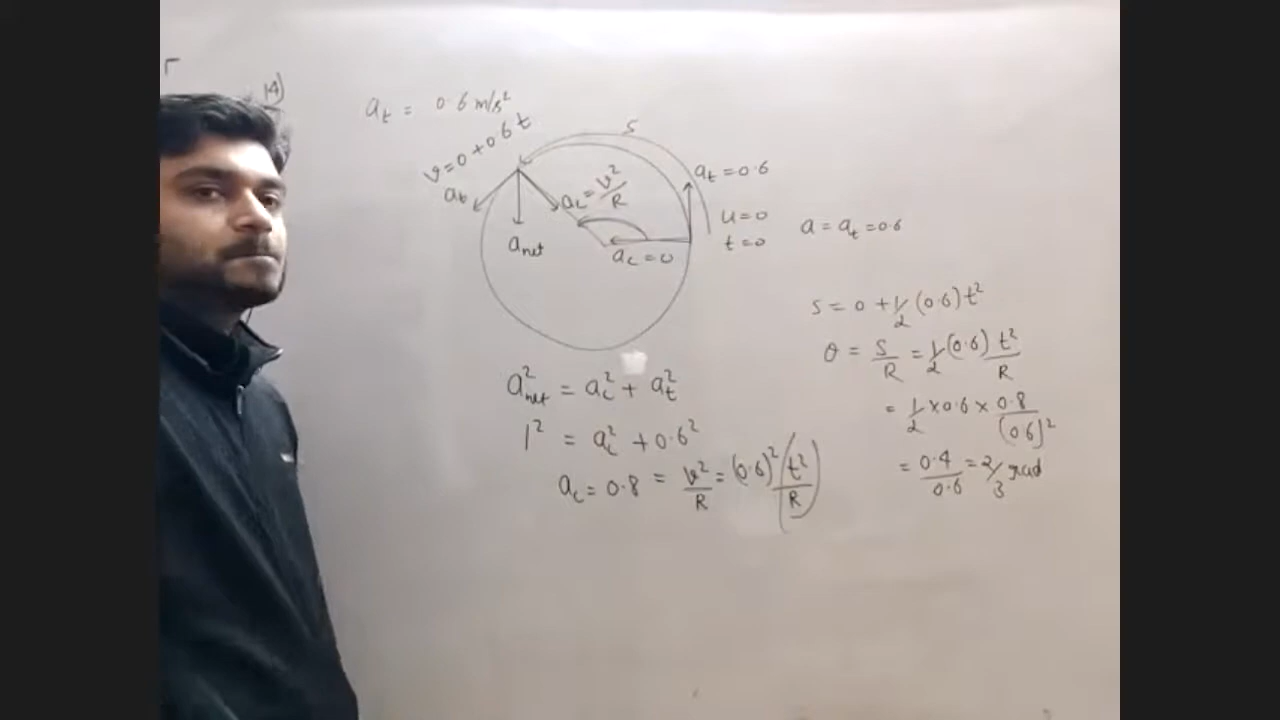 14)
a_t = 0.6 m/s²
v = 0 + 0.6 t
s
a_t
a_c = v²/R
a_net
a_t = 0.6
u = 0
t = 0
a_c = 0
a = a_t = 0.6
s = 0 + 1/2 (0.6) t²
θ = s/R = 1/2 (0.6) t²/R
= 1/2 × 0.6 × 0.8/(0.6)²
= 0.4/0.6 = 2/3 rad
a²_net = a_c² + a_t²
1² = a_c² + 0.6²
a_c = 0.8 = v²/R = (0.6)² (t²/R)